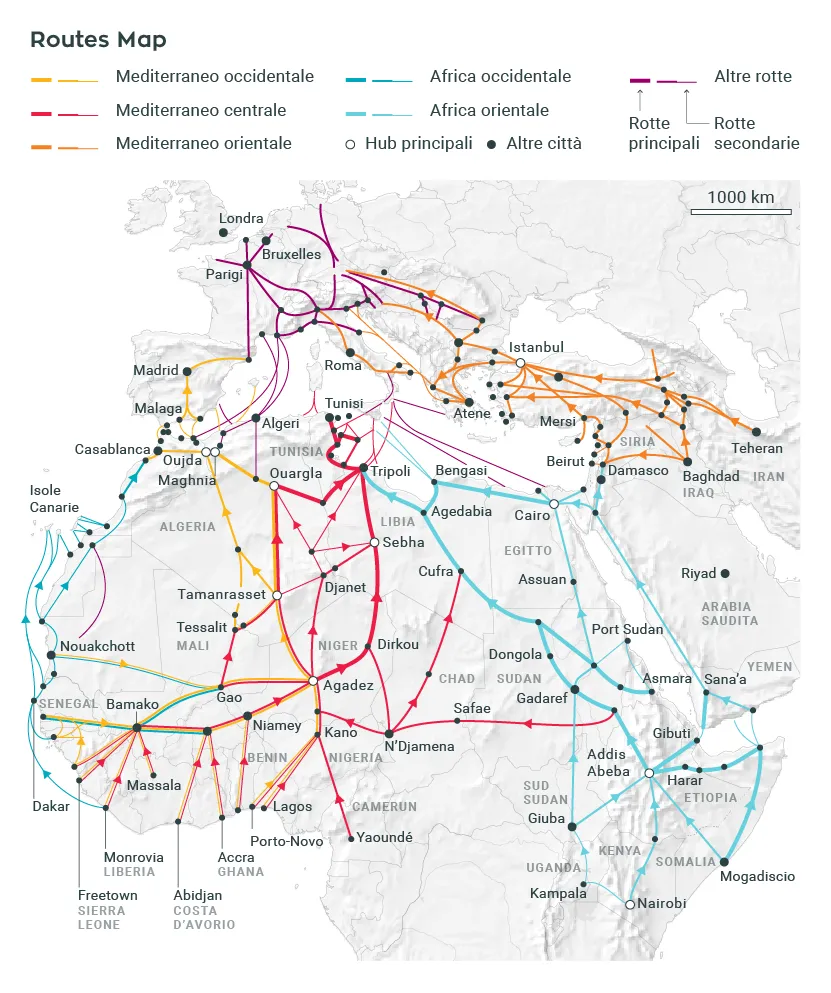 Routes Map
Mediterraneo occidentale
Africa occidentale
Altre rotte
Mediterraneo centrale
Africa orientale
Rotte principali
Rotte secondarie
Mediterraneo orientale
Hub principali
Altre città
1000 km
Londra
Bruxelles
Parigi
Istanbul
Roma
Madrid
Malaga
Tunisi
Atene
Mersi
Teheran
Algeri
Casablanca
Oujda
TUNISIA
SIRIA
Maghnia
Ouargla
Tripoli
Bengasi
Beirut
Damasco
Baghdad
IRAN
IRAQ
Isole
Canarie
Agedabia
Cairo
ALGERIA
LIBIA
Sebha
EGITTO
Cufra
Assuan
Riyad
Djanet
Tamanrasset
ARABIA
SAUDITA
Tessalit
Port Sudan
MALI
NIGER
Dirkou
Nouakchott
Dongola
YEMEN
CHAD
SUDAN
Asmara
Sana’a
Agadez
Gao
Gadaref
SENEGAL
Bamako
Safae
Niamey
Kano
Gibuti
N’Djamena
BENIN
NIGERIA
Addis
Abeba
Harar
Massala
SUD
SUDAN
ETIOPIA
Dakar
Lagos
CAMERUN
Giuba
Porto-Novo
Yaoundé
KENYA
Monrovia
LIBERIA
Accra
GHANA
SOMALIA
UGANDA
Mogadiscio
Freetown
SIERRA
LEONE
Abidjan
COSTA
D’AVORIO
Kampala
Nairobi